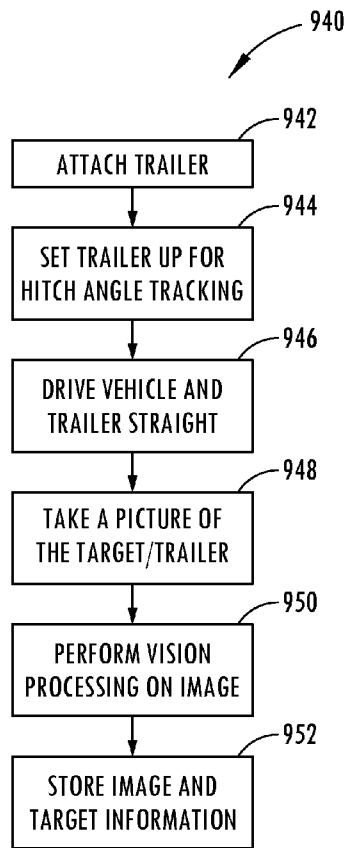 940
942
ATTACH TRAILER
944
SET TRAILER UP FOR
HITCH ANGLE TRACKING
946
DRIVE VEHICLE AND
TRAILER STRAIGHT
948
TAKE A PICTURE OF
THE TARGET/TRAILER
950
PERFORM VISION
PROCESSING ON IMAGE
952
STORE IMAGE AND
TARGET INFORMATION